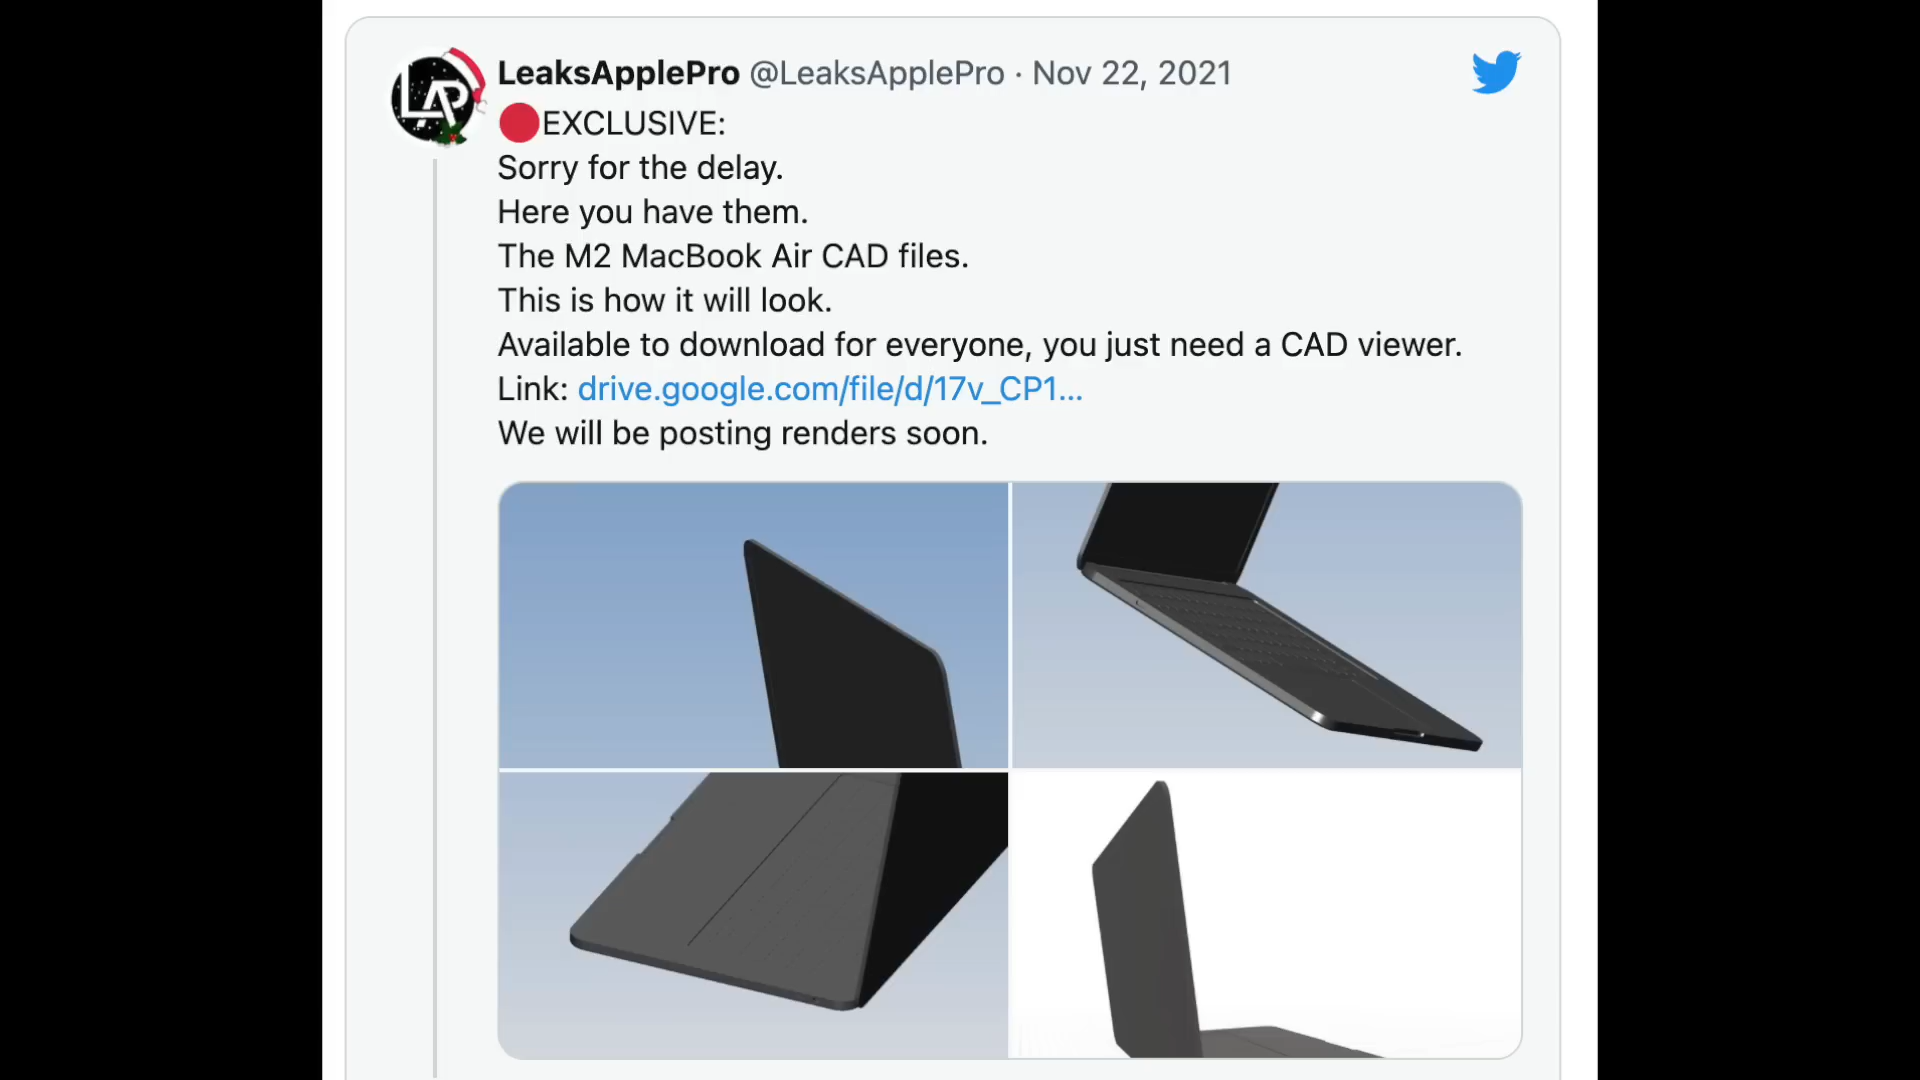 LAP
LeaksApplePro @LeaksApplePro · Nov 22, 2021
🔴EXCLUSIVE:
Sorry for the delay.
Here you have them.
The M2 MacBook Air CAD files.
This is how it will look.
Available to download for everyone, you just need a CAD viewer.
Link: drive.google.com/file/d/17v_CP1...
We will be posting renders soon.